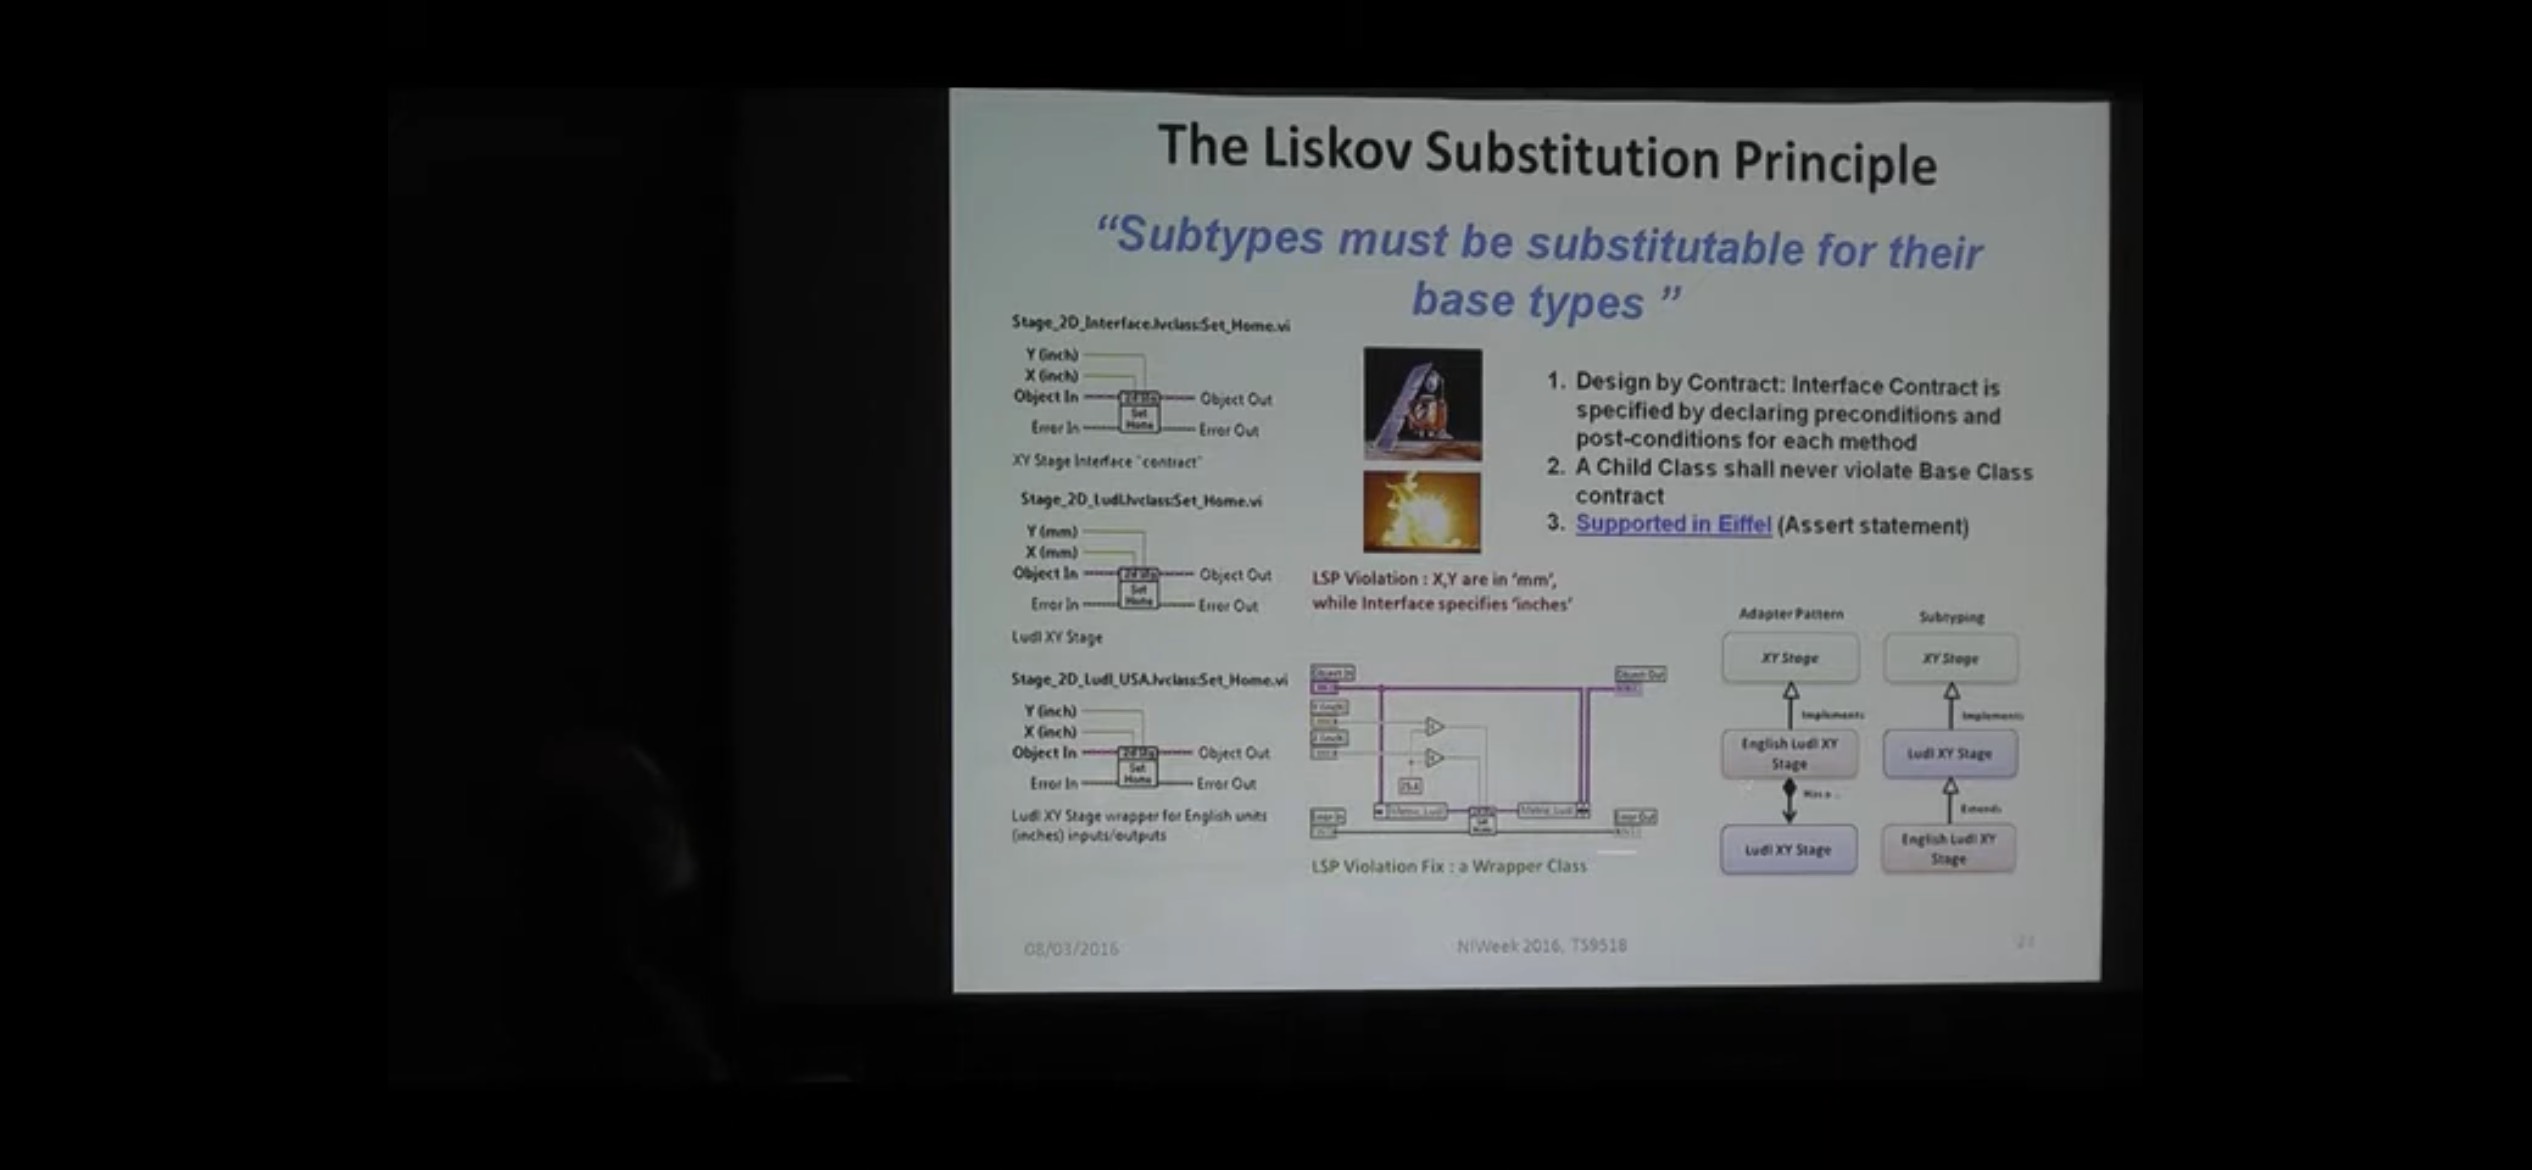 The Liskov Substitution Principle
“Subtypes must be substitutable for their
base types ”
Stage_2D_Interface.lvclass:Set_Home.vi
Y (inch)
X (inch)
Object In
Object Out
Set
Home
Error In
Error Out
XY Stage Interface "contract"
Stage_2D_Ludl.lvclass:Set_Home.vi
Y (mm)
X (mm)
Object In
Object Out
Set
Home
Error In
Error Out
Ludl XY Stage
Stage_2D_Ludl_USA.lvclass:Set_Home.vi
Y (inch)
X (inch)
Object In
Object Out
Set
Home
Error In
Error Out
Ludl XY Stage wrapper for English units
(inches) inputs/outputs
1. Design by Contract: Interface Contract is
specified by declaring preconditions and
post-conditions for each method
2. A Child Class shall never violate Base Class
contract
3. Supported in Eiffel (Assert statement)
LSP Violation : X,Y are in 'mm',
while Interface specifies 'inches'
Object In
Object Out
25.4
Error In
Error Out
LSP Violation Fix : a Wrapper Class
Adapter Pattern
XY Stage
Implements
English Ludl XY
Stage
Has a ..
Ludl XY Stage
Subtyping
XY Stage
Implements
Ludl XY Stage
Extends
English Ludl XY
Stage
08/03/2016
NIWeek 2016, TS9518